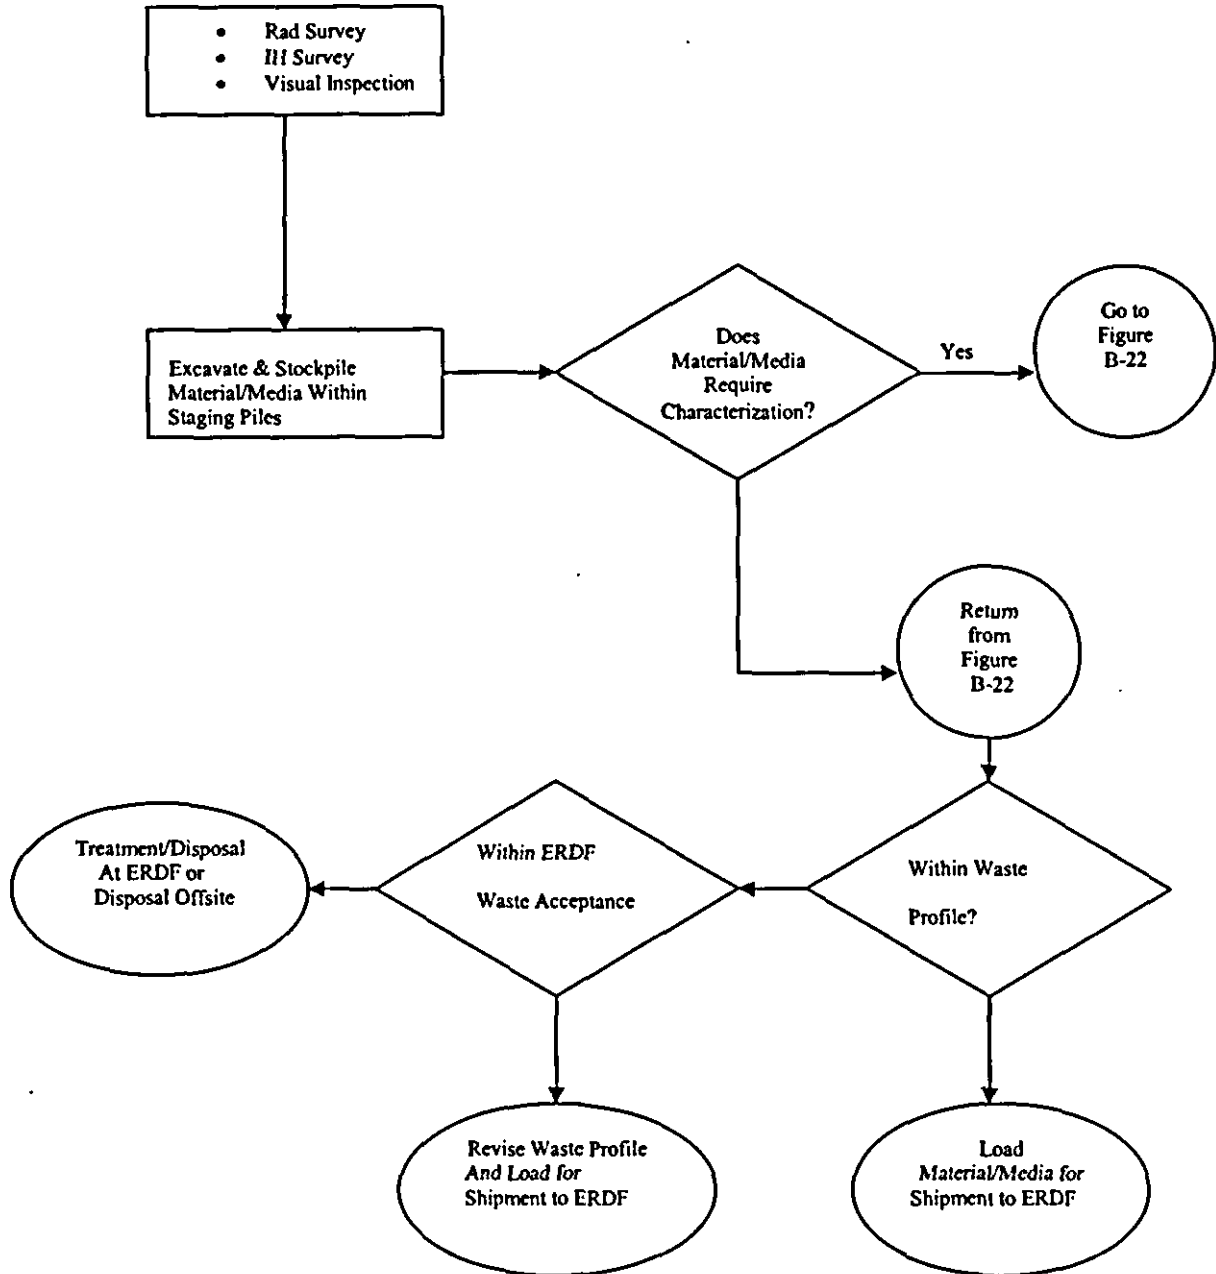 • Rad Survey
• IH Survey
• Visual Inspection
Excavate & Stockpile
Material/Media Within
Staging Piles
Does
Material/Media
Require
Characterization?
Yes
Go to
Figure
B-22
Return
from
Figure
B-22
Within Waste
Profile?
Within ERDF
Waste Acceptance
Treatment/Disposal
At ERDF or
Disposal Offsite
Revise Waste Profile
And Load for
Shipment to ERDF
Load
Material/Media for
Shipment to ERDF